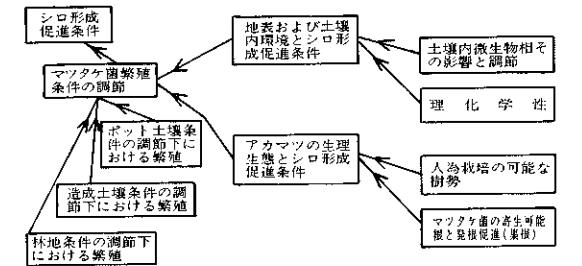 シロ形成
促進条件
マツタケ菌繁殖
条件の調節
ポット土壌条
件の調節下に
おける繁殖
造成土壌条件の調
節下における繁殖
林地条件の調節下
における繁殖
地表および土壌
内環境とシロ形
成促進条件
アカマツの生理
生態とシロ形成
促進条件
土壌内微生物相そ
の影響と調節
理化学性
人為栽培の可能な
樹勢
マツタケ菌の寄生可能
根と発根促進(巣根)